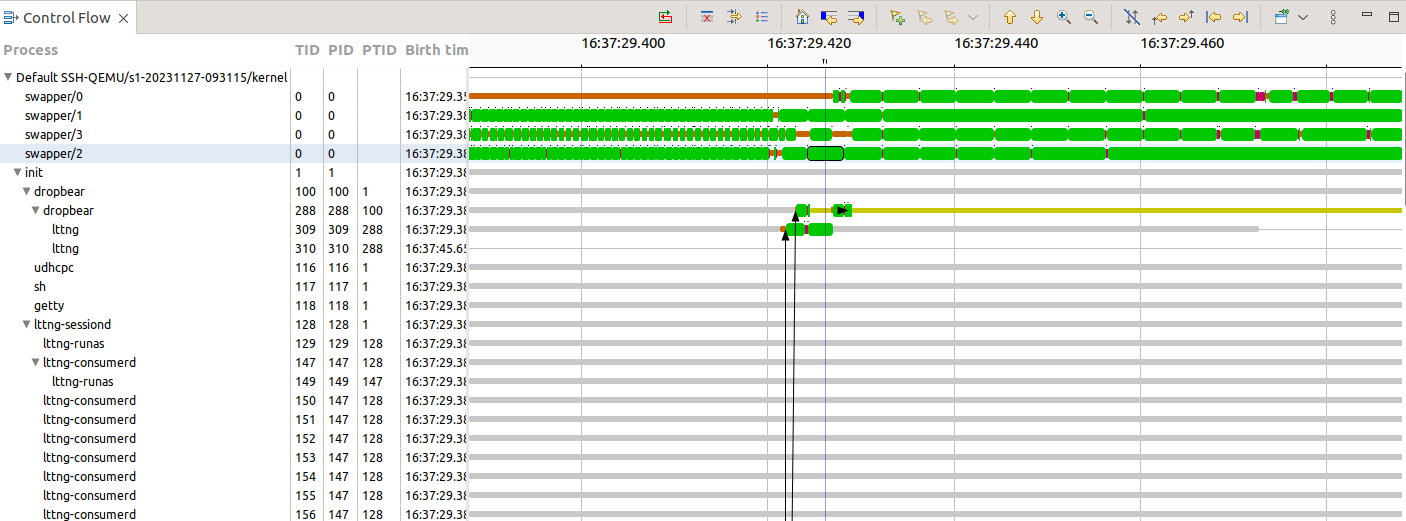 Control Flow
16:37:29.400 16:37:29.420 16:37:29.440 16:37:29.460
Process TID PID PTID Birth tim
Default SSH-QEMU/s1-20231127-093115/kernel
swapper/0 0 0 16:37:29.35
swapper/1 0 0 16:37:29.38
swapper/3 0 0 16:37:29.38
swapper/2 0 0 16:37:29.38
init 1 1 16:37:29.38
dropbear 100 100 1 16:37:29.38
dropbear 288 288 100 16:37:29.38
lttng 309 309 288 16:37:29.38
lttng 310 310 288 16:37:45.65
udhcpc 116 116 1 16:37:29.38
sh 117 117 1 16:37:29.38
getty 118 118 1 16:37:29.38
lttng-sessiond 128 128 1 16:37:29.38
lttng-runas 129 129 128 16:37:29.38
lttng-consumerd 147 147 128 16:37:29.38
lttng-runas 149 149 147 16:37:29.38
lttng-consumerd 150 147 128 16:37:29.38
lttng-consumerd 151 147 128 16:37:29.38
lttng-consumerd 152 147 128 16:37:29.38
lttng-consumerd 153 147 128 16:37:29.38
lttng-consumerd 154 147 128 16:37:29.38
lttng-consumerd 155 147 128 16:37:29.38
lttng-consumerd 156 147 128 16:37:29.38